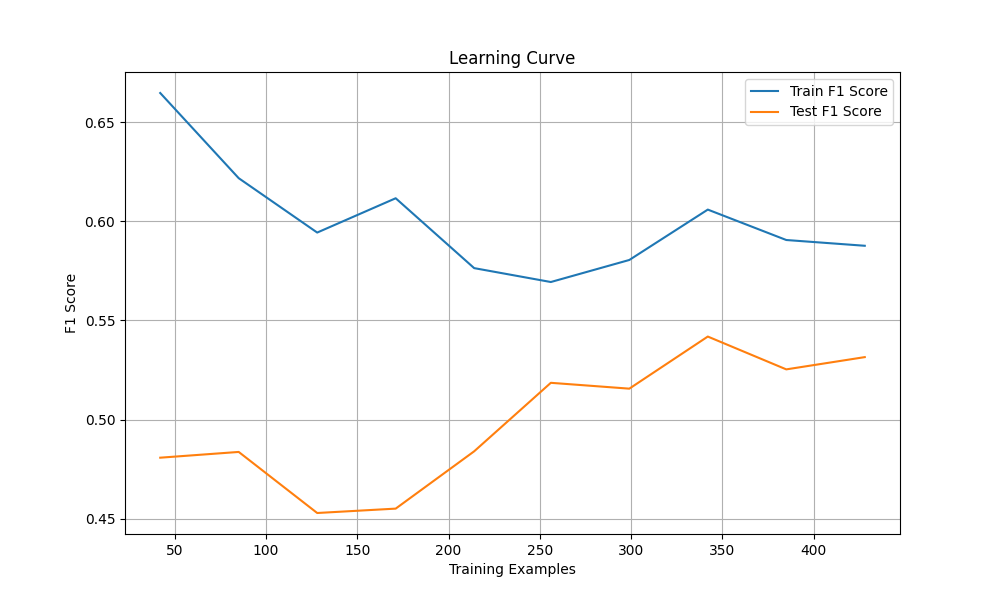 Learning Curve
Train F1 Score
Test F1 Score
F1 Score
0.65
0.60
0.55
0.50
0.45
50 100 150 200 250 300 350 400
Training Examples